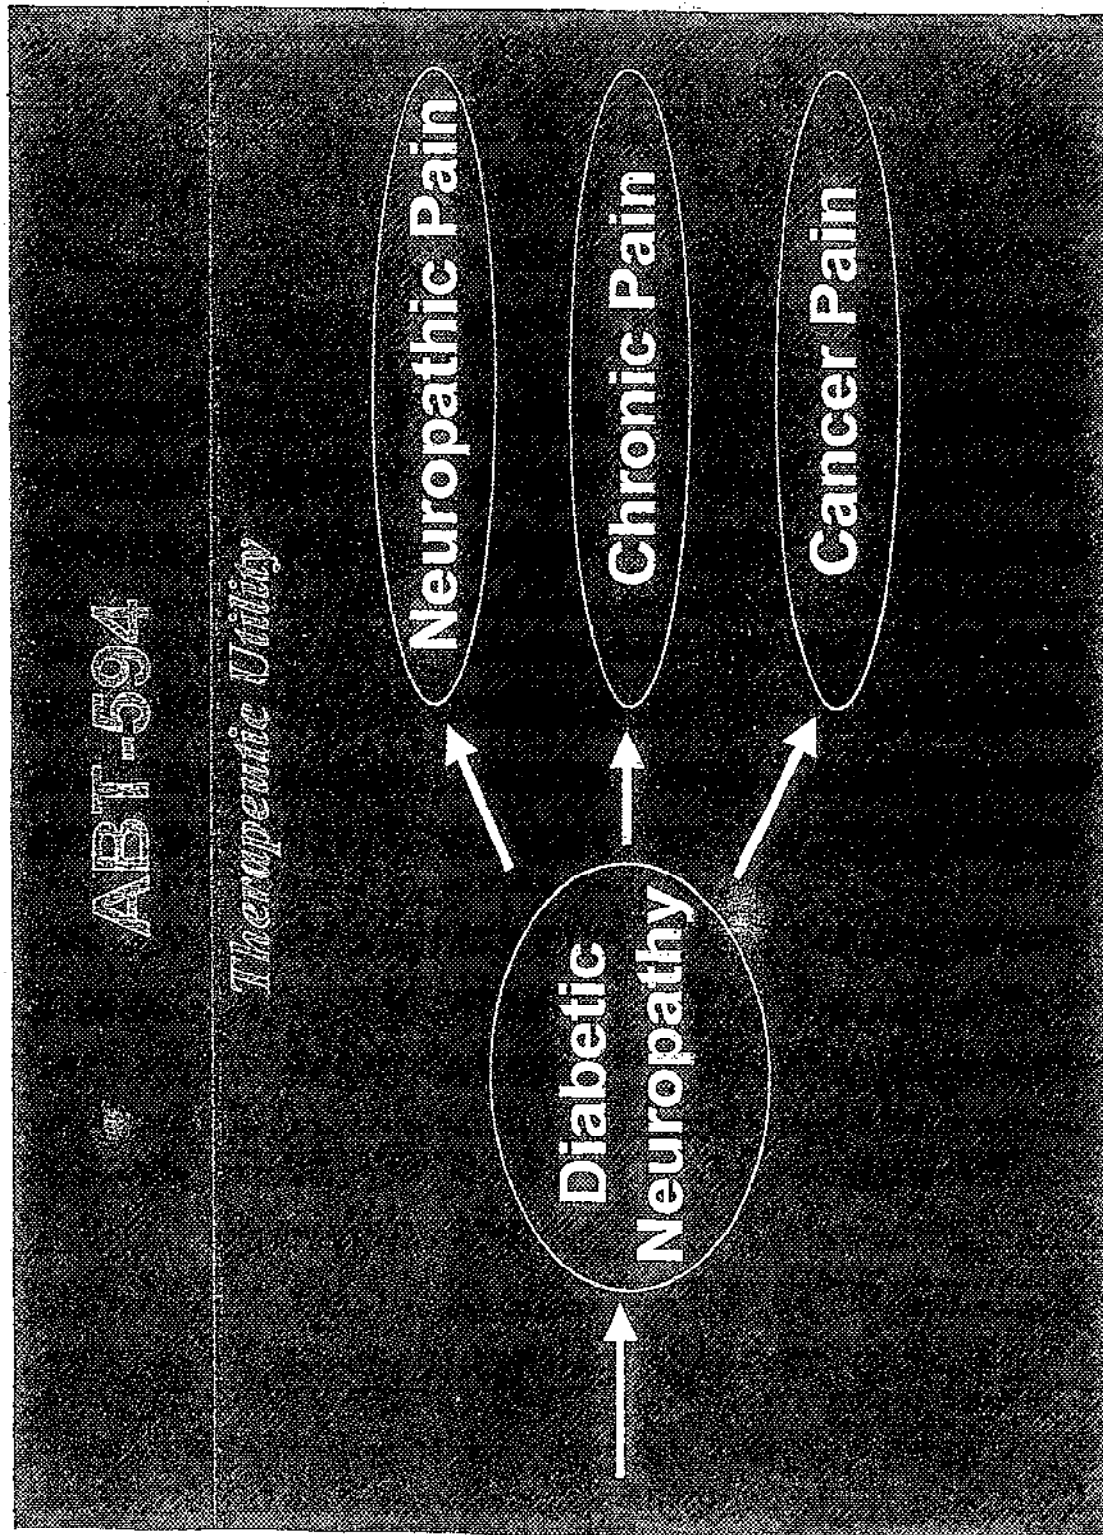 ABT-594
Therapeutic Utility
Diabetic
Neuropathy
Neuropathic Pain
Chronic Pain
Cancer Pain